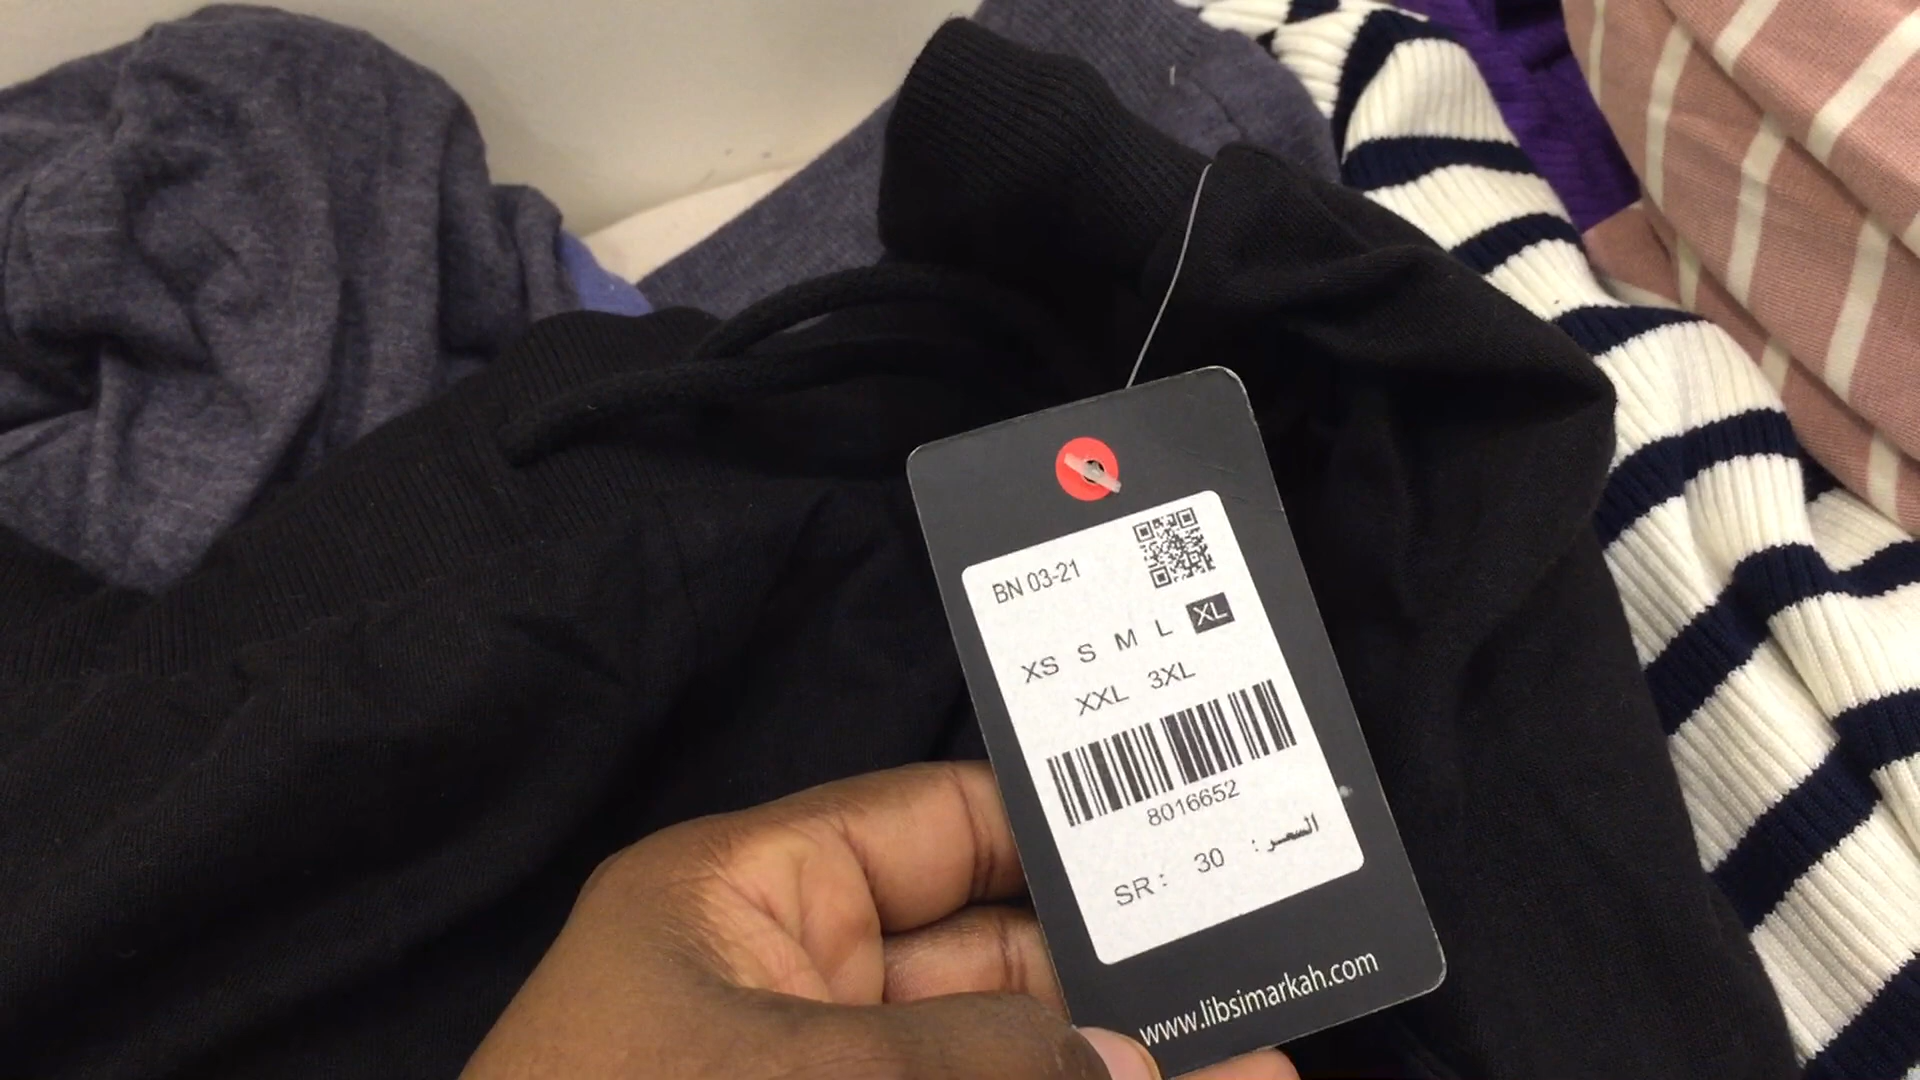 BN 03-21
XS S M L XL
XXL 3XL
8016652
SR : 30 السعر :
www.libsimarkah.com